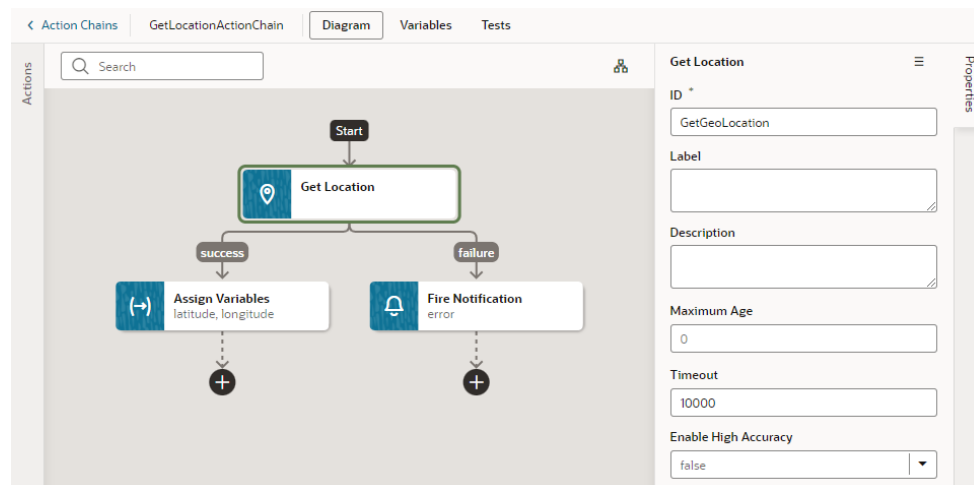 Action Chains
GetLocationActionChain
Diagram
Variables
Tests
Actions
Search
Start
Get Location
success
failure
Assign Variables
latitude, longitude
Fire Notification
error
Get Location
ID *
GetGeoLocation
Label
Description
Maximum Age
0
Timeout
10000
Enable High Accuracy
false
Properties